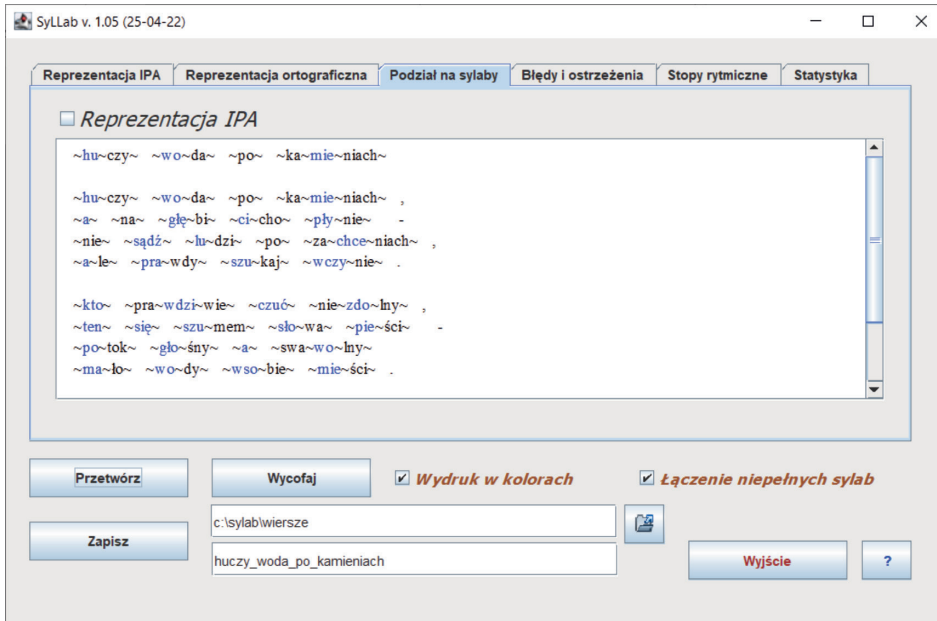 SyLLab v. 1.05 (25-04-22)
Reprezentacja IPA Reprezentacja ortograficzna Podział na sylaby Błędy i ostrzeżenia Stopy rytmiczne Statystyka
Reprezentacja IPA
~hu~czy~ ~wo~da~ ~po~ ~ka~mie~niach~
~hu~czy~ ~wo~da~ ~po~ ~ka~mie~niach~ ,
~a~ ~na~ ~głę~bi~ ~ci~cho~ ~pły~nie~ -
~nie~ ~sądź~ ~lu~dzi~ ~po~ ~za~chce~niach~ ,
~a~le~ ~pra~wdy~ ~szu~kaj~ ~wczy~nie~ .
~kto~ ~pra~wdzi~wie~ ~czuć~ ~nie~zdo~lny~ ,
~ten~ ~się~ ~szu~mem~ ~sło~wa~ ~pie~ści~ -
~po~tok~ ~gło~śny~ ~a~ ~swa~wo~lny~
~ma~ło~ ~wo~dy~ ~wso~bie~ ~mie~ści~ .
Przetwórz Wycofaj Wydruk w kolorach Łączenie niepełnych sylab
c:\sylab\wiersze
Zapisz
huczy_woda_po_kamieniach
Wyjście ?